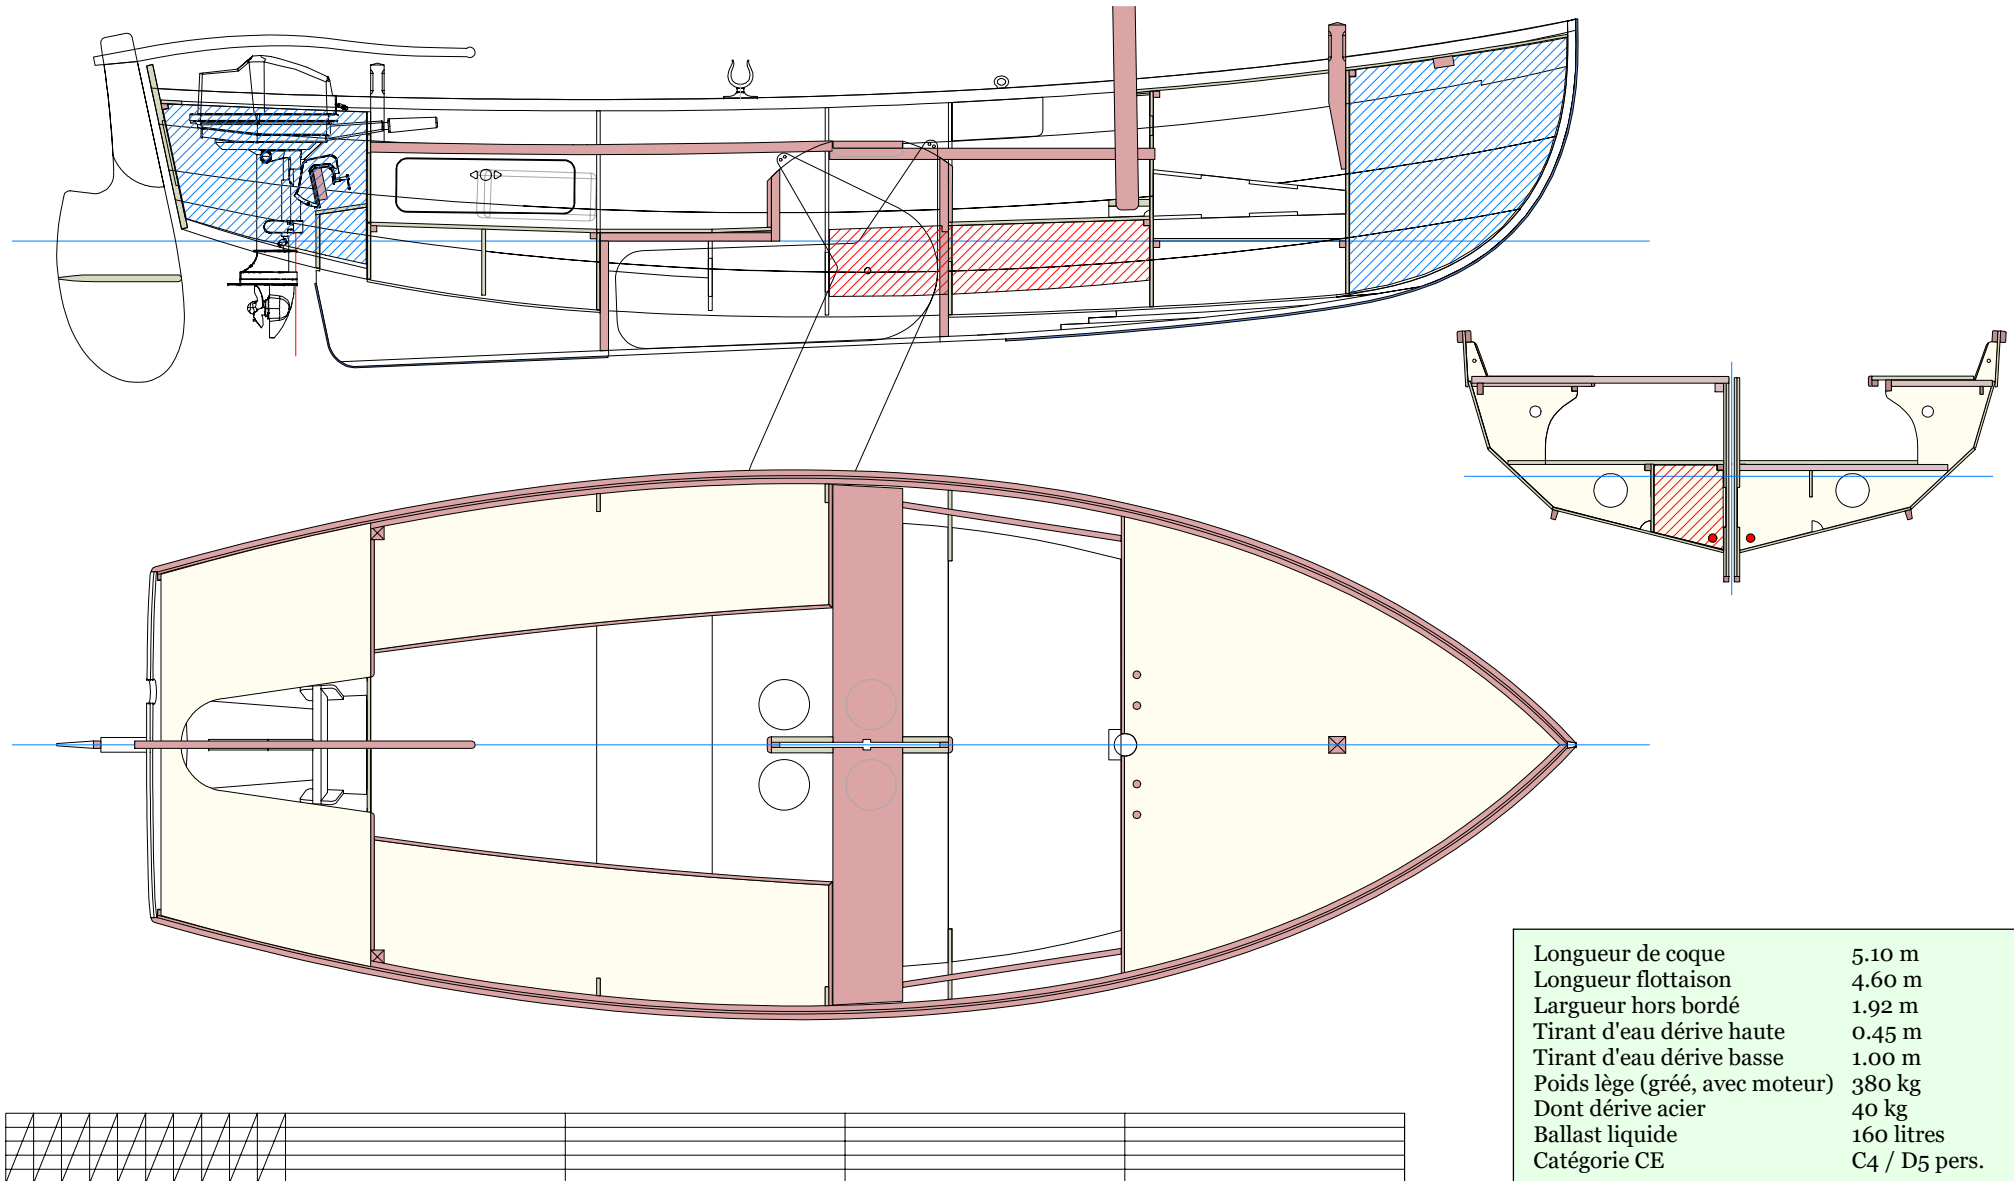 Longueur de coque 5.10 m
Longueur flottaison 4.60 m
Largueur hors bordé 1.92 m
Tirant d'eau dérive haute 0.45 m
Tirant d'eau dérive basse 1.00 m
Poids lège (gréé, avec moteur) 380 kg
Dont dérive acier 40 kg
Ballast liquide 160 litres
Catégorie CE C4 / D5 pers.